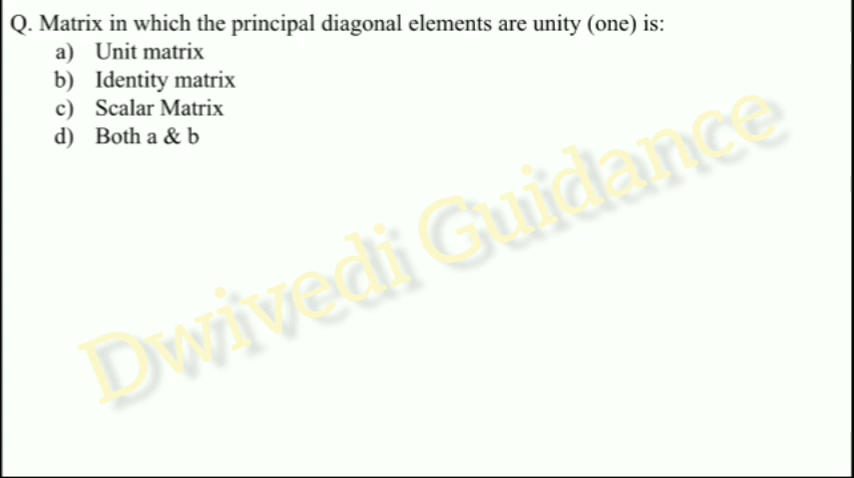 Q. Matrix in which the principal diagonal elements are unity (one) is:
a) Unit matrix
b) Identity matrix
c) Scalar Matrix
d) Both a & b
Dwivedi Guidance